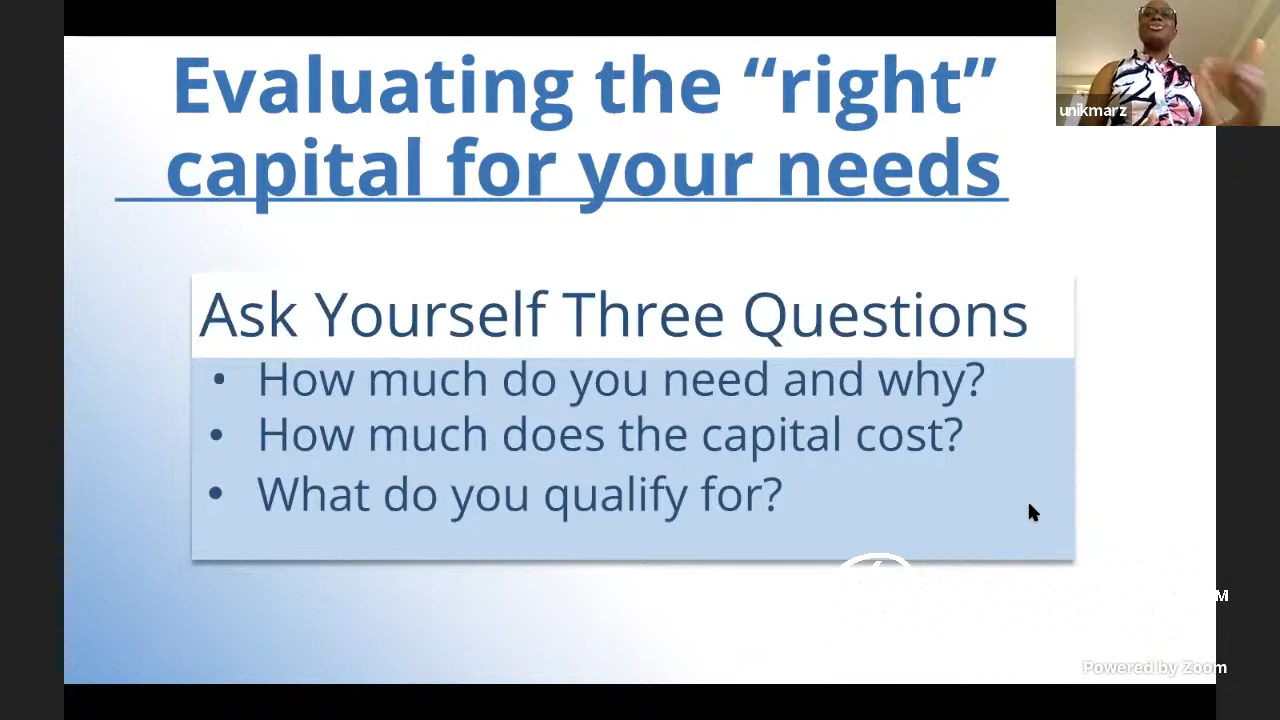 Evaluating the “right”
capital for your needs
unikmarz
Ask Yourself Three Questions
• How much do you need and why?
• How much does the capital cost?
• What do you qualify for?
M
Powered by Zoom